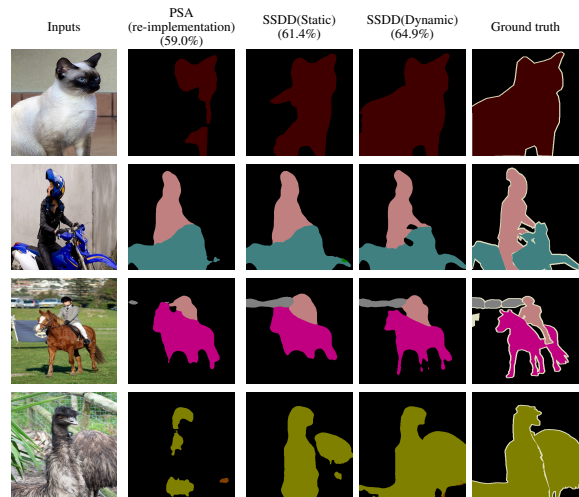 Inputs
PSA
(re-implementation)
(59.0%)
SSDD(Static)
(61.4%)
SSDD(Dynamic)
(64.9%)
Ground truth